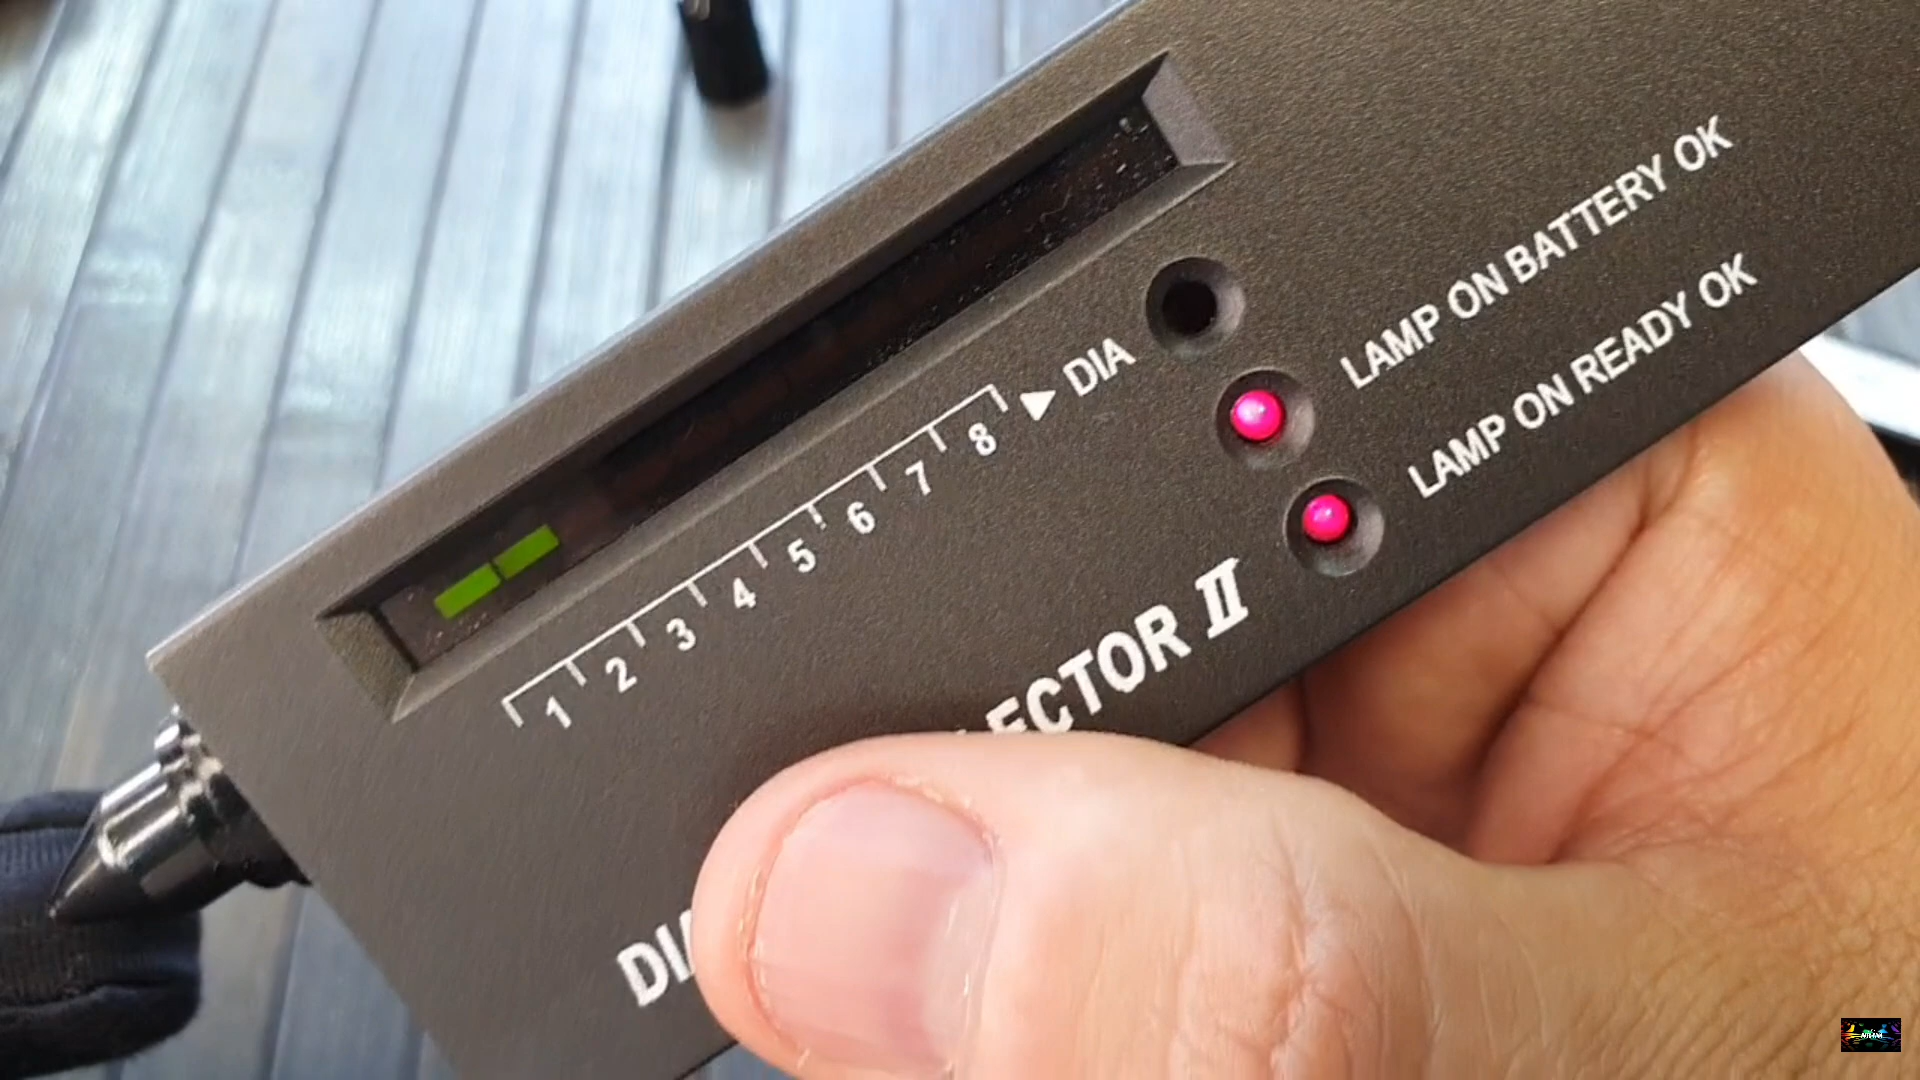 1 2 3 4 5 6 7 8 ▶ DIA
LAMP ON BATTERY OK
LAMP ON READY OK
DIA ECTOR II